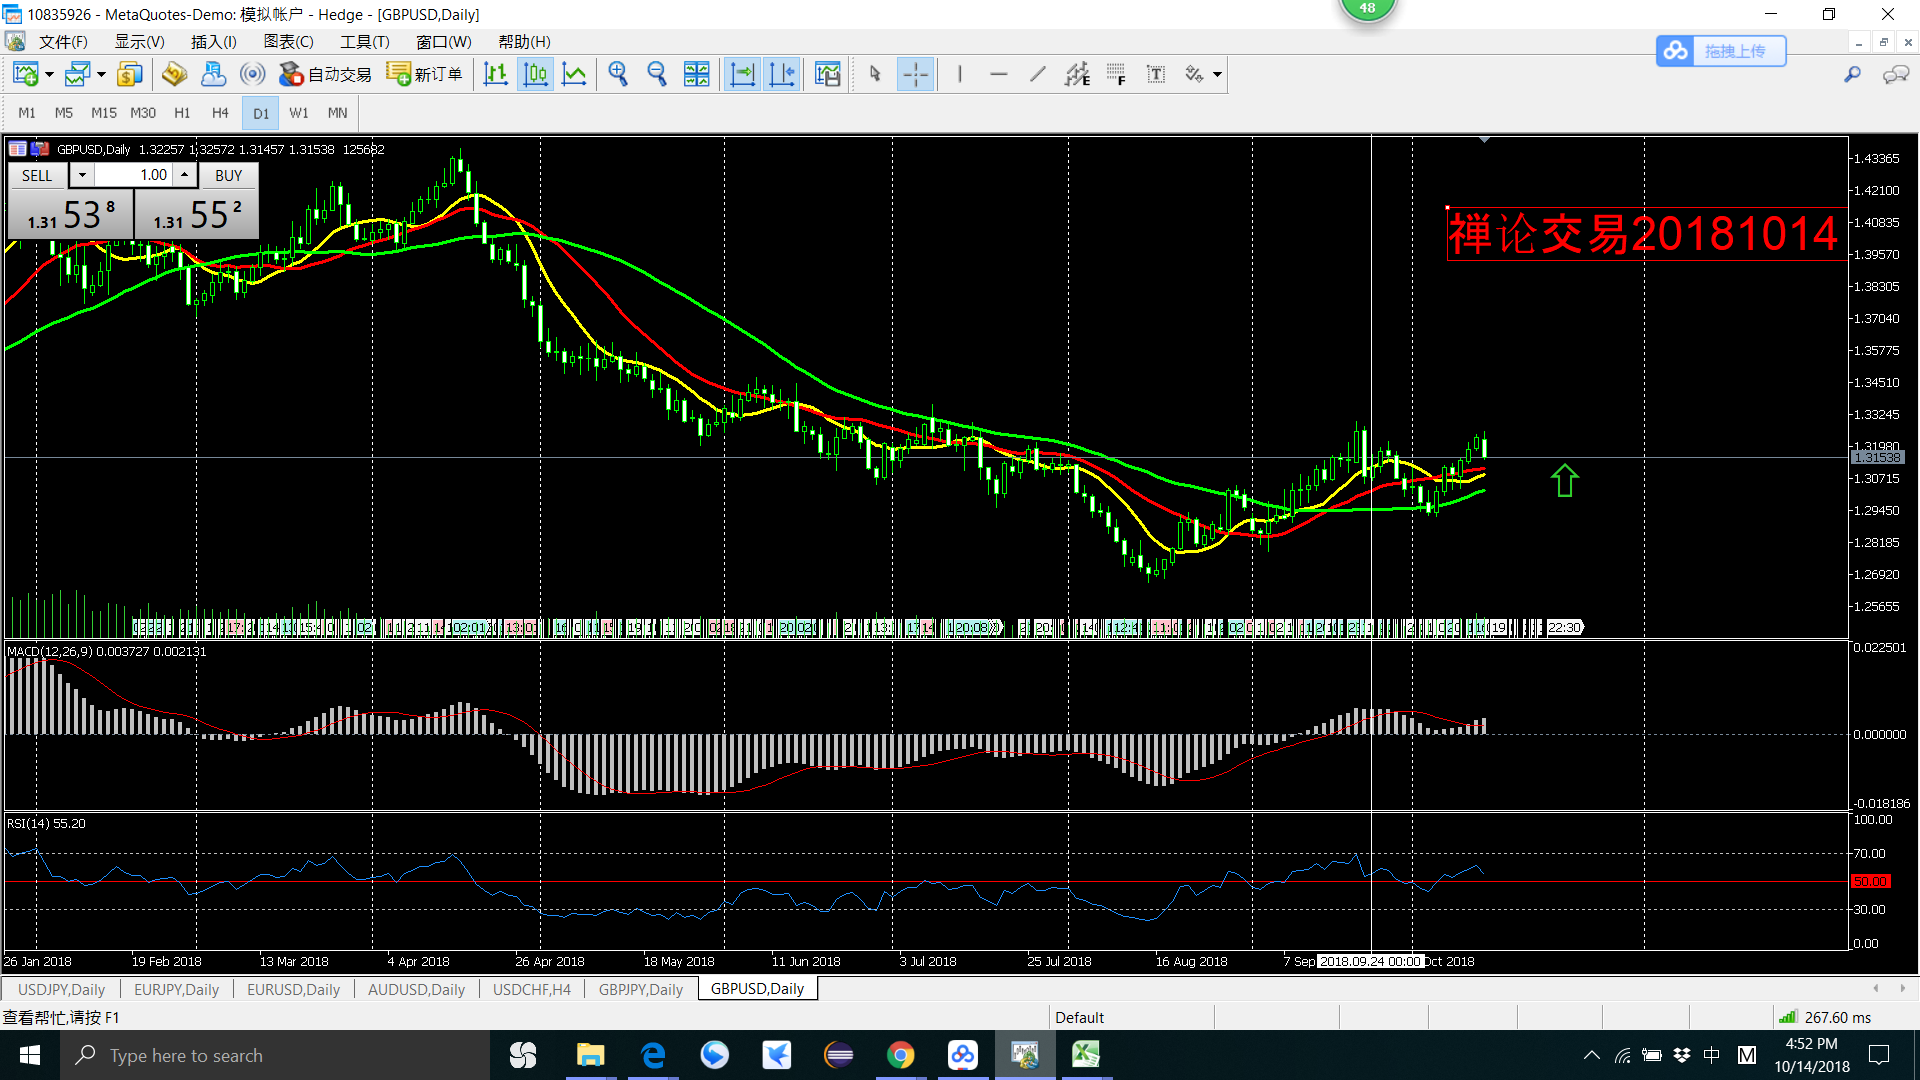 10835926 - MetaQuotes-Demo: 模拟帐户 - Hedge - [GBPUSD,Daily]
48
文件(F) 显示(V) 插入(I) 图表(C) 工具(T) 窗口(W) 帮助(H)
拖拽上传
自动交易 新订单
M1 M5 M15 M30 H1 H4 D1 W1 MN
GBPUSD,Daily 1.32257 1.32572 1.31457 1.31538 125682
SELL 1.00 BUY
1.31 53 8 1.31 55 2
禅论交易20181014
1.43365
1.42100
1.40835
1.39570
1.38305
1.37040
1.35775
1.34510
1.33245
1.31980
1.31538
1.30715
1.29450
1.28185
1.26920
1.25655
22:30
MACD(12,26,9) 0.003727 0.002131
0.022501
0.000000
-0.018186
RSI(14) 55.20
100.00
70.00
50.00
30.00
0.00
26 Jan 2018 19 Feb 2018 13 Mar 2018 4 Apr 2018 26 Apr 2018 18 May 2018 11 Jun 2018 3 Jul 2018 25 Jul 2018 16 Aug 2018 7 Sep 2018.09.24 00:00 Oct 2018
USDJPY,Daily EURJPY,Daily EURUSD,Daily AUDUSD,Daily USDCHF,H4 GBPJPY,Daily GBPUSD,Daily
查看帮忙,请按 F1 Default 267.60 ms
Type here to search
中 M
4:52 PM
10/14/2018